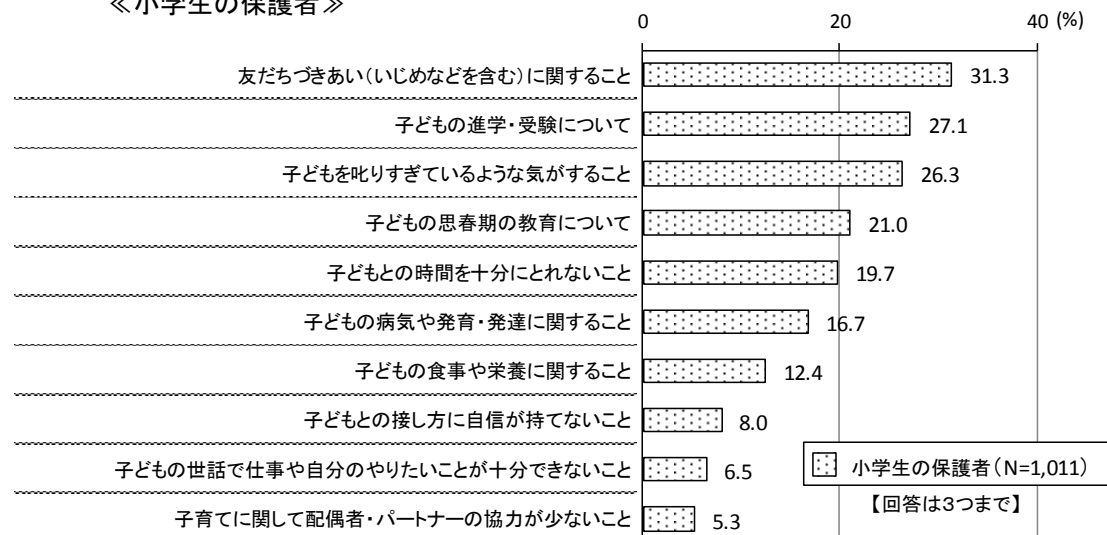 ≪小学生の保護者≫
0 20 40 (%)
友だちづきあい(いじめなどを含む)に関すること 31.3
子どもの進学・受験について 27.1
子どもを叱りすぎているような気がすること 26.3
子どもの思春期の教育について 21.0
子どもとの時間を十分にとれないこと 19.7
子どもの病気や発育・発達に関すること 16.7
子どもの食事や栄養に関すること 12.4
子どもとの接し方に自信が持てないこと 8.0
子どもの世話で仕事や自分のやりたいことが十分できないこと 6.5
小学生の保護者(N=1,011)
【回答は3つまで】
子育てに関して配偶者・パートナーの協力が少ないこと 5.3